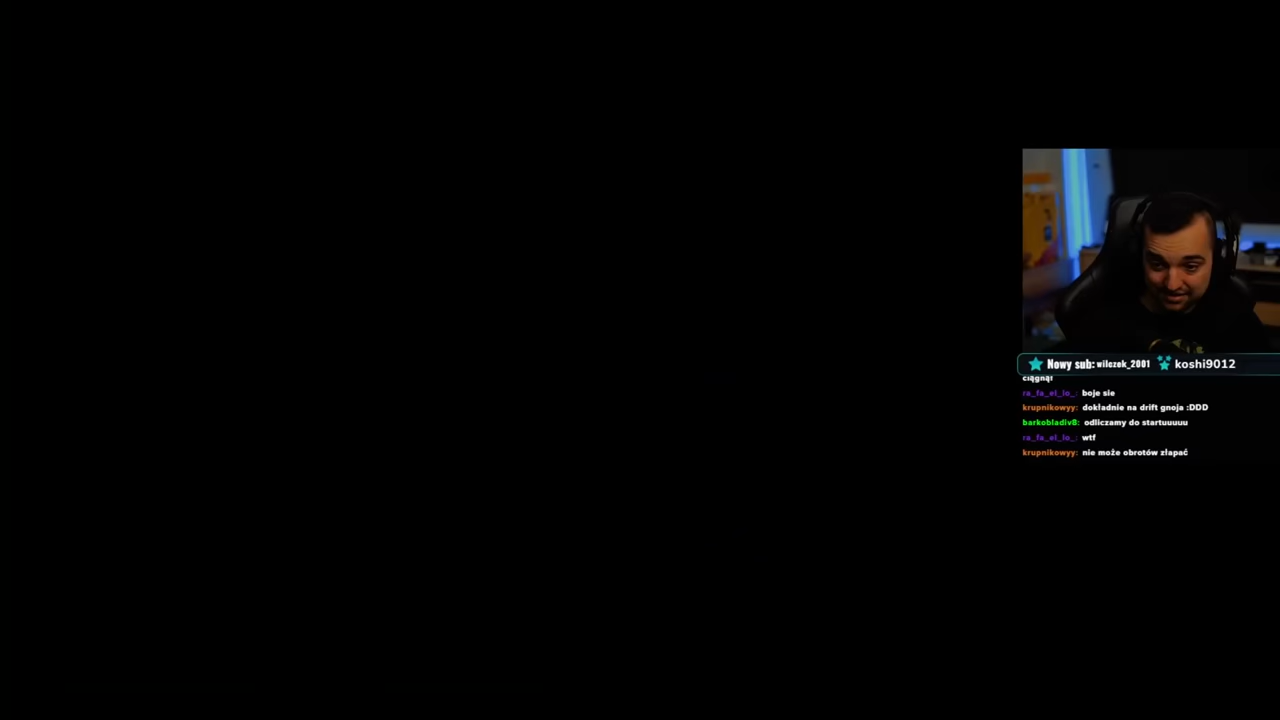 Nowy sub: wilczek_2001 koshi9012
ciągnął
ra_fa_el_lo_: boje sie
krupnikowyy: dokładnie na drift gnoja :DDD
barkobladiv8: odliczamy do startuuuuu
ra_fa_el_lo_: wtf
krupnikowyy: nie może obrotów złapać